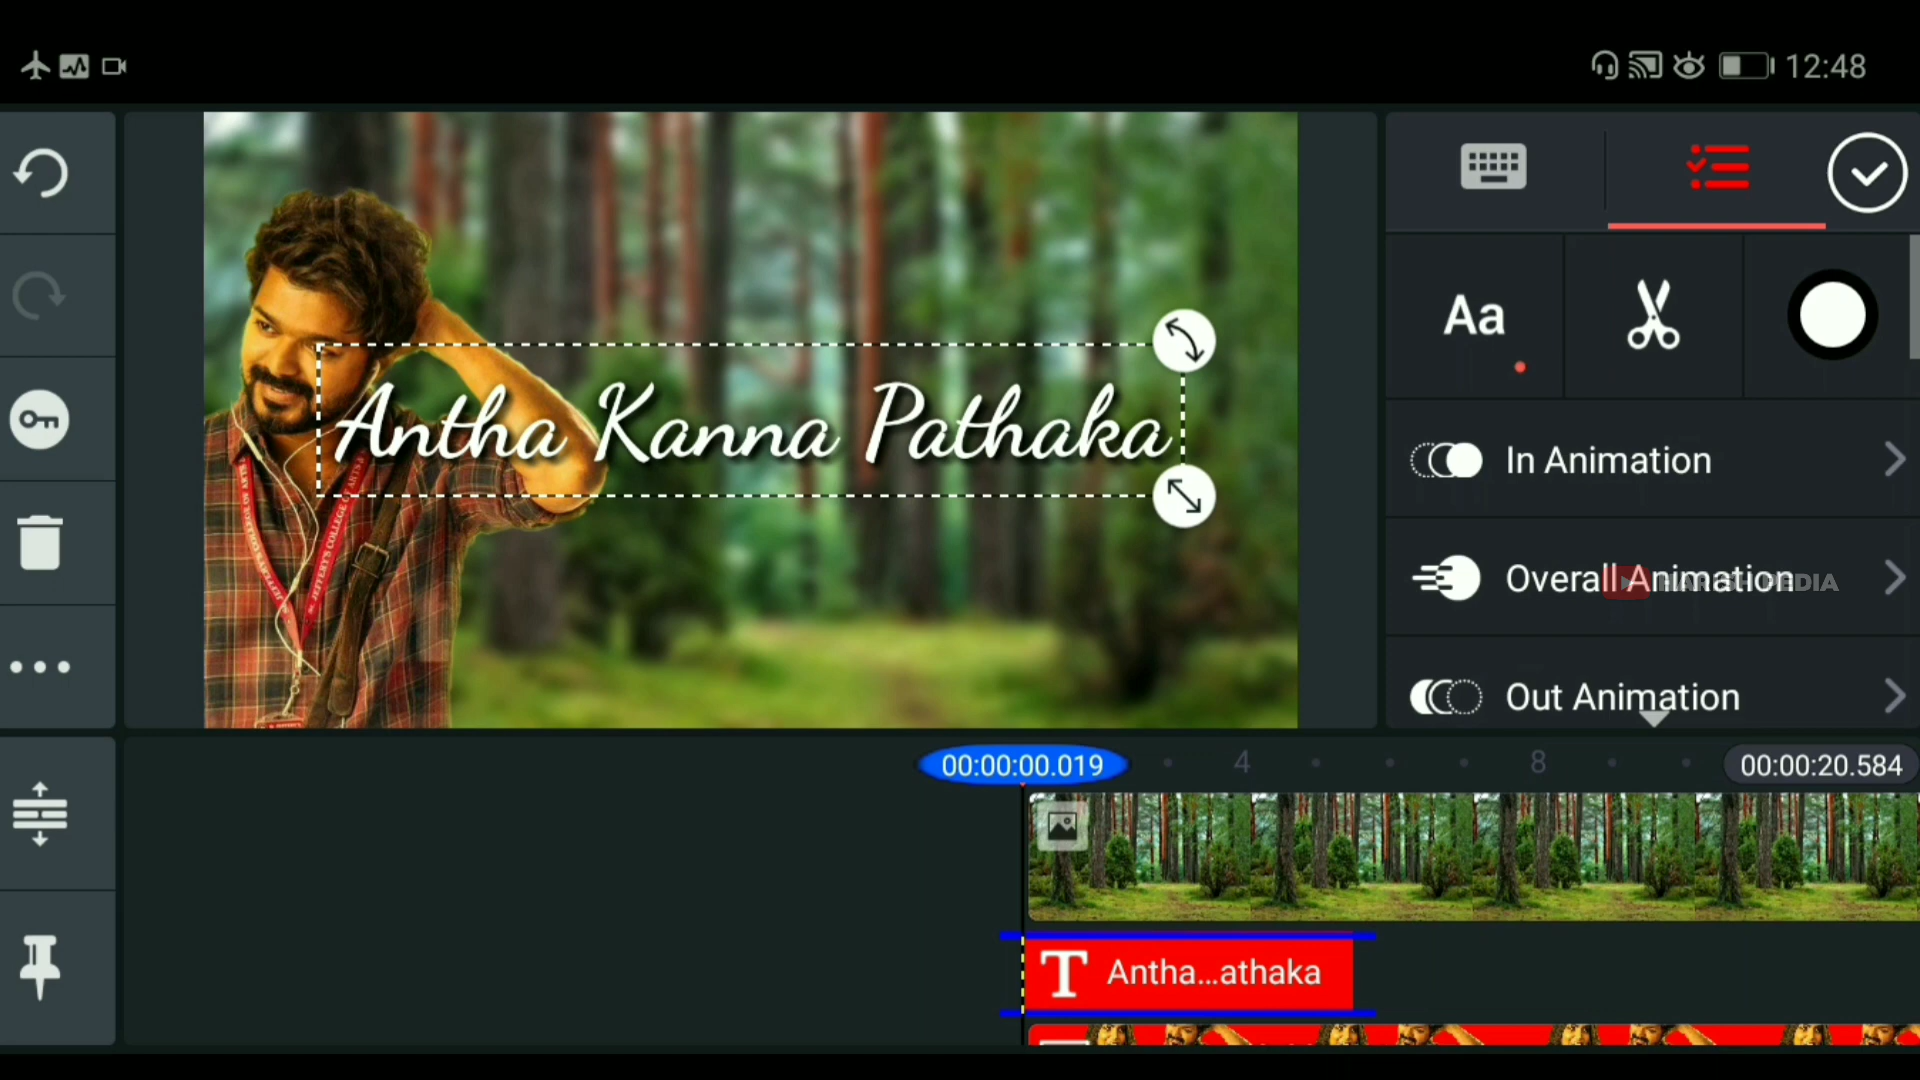 12:48
Antha Kanna Pathaka
Aa
In Animation
Overall Animation
Out Animation
00:00:00.019
4
8
00:00:20.584
T Antha...athaka